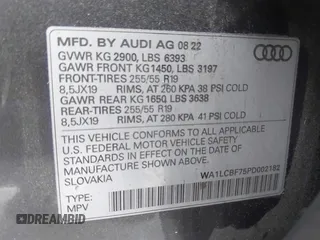 MFD. BY AUDI AG 08 22
GVWR KG 2900, LBS 6393
GAWR FRONT KG 1450, LBS 3197
FRONT-TIRES 255/55 R19
8,5JX19 RIMS, AT 260 KPA 38 PSI COLD
GAWR REAR KG 1650, LBS 3638
REAR-TIRES 255/55 R19
8,5JX19 RIMS, AT 280 KPA 41 PSI COLD
THIS VEHICLE CONFORMS TO ALL APPLICABLE
U.S. FEDERAL MOTOR VEHICLE SAFETY
STANDARDS IN EFFECT ON THE DATE
OF MANUFACTURE SHOWN ABOVE.
SLOVAKIA
TYPE:
MPV
DREAMBID